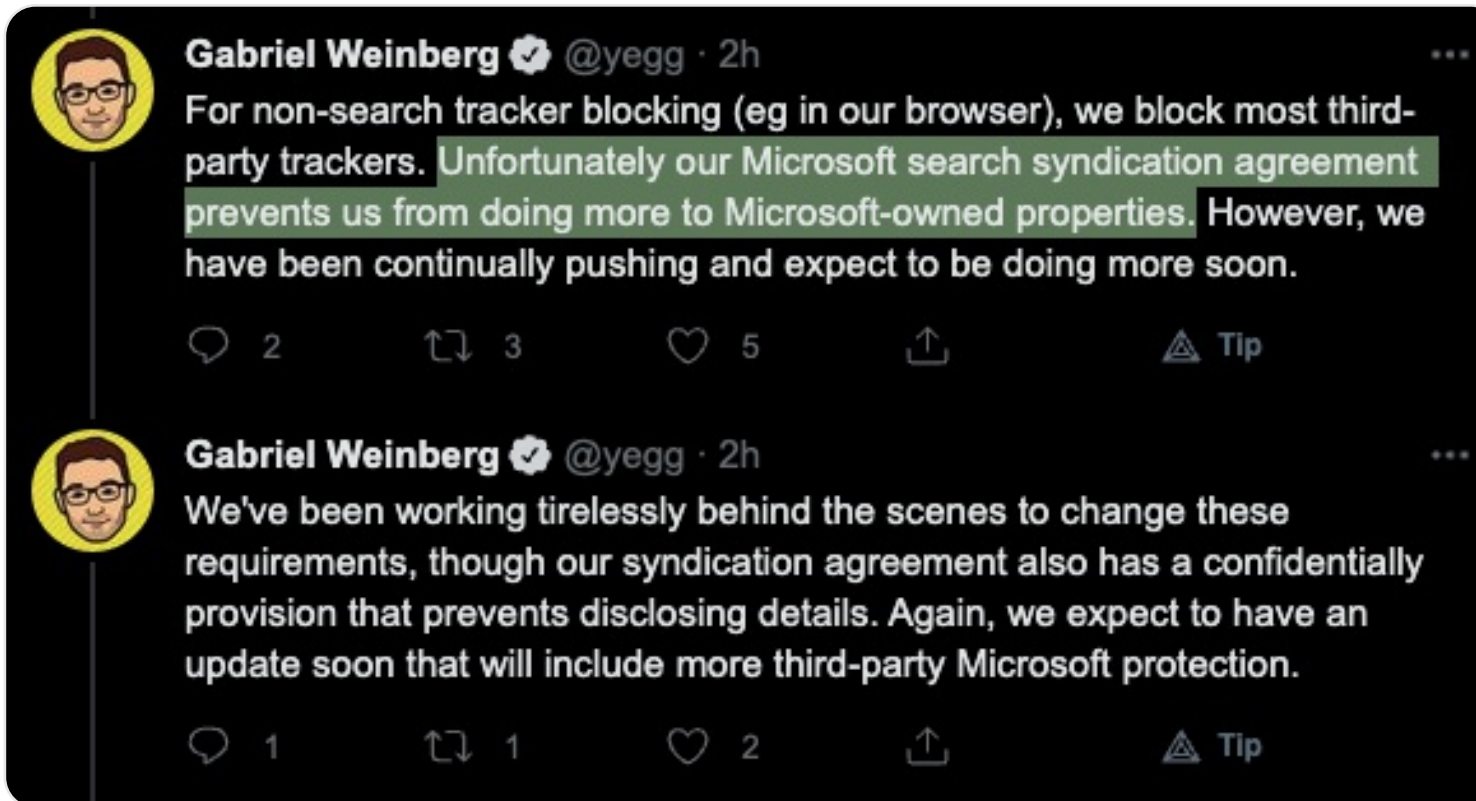 Gabriel Weinberg @yegg · 2h
For non-search tracker blocking (eg in our browser), we block most third-
party trackers. Unfortunately our Microsoft search syndication agreement
prevents us from doing more to Microsoft-owned properties. However, we
have been continually pushing and expect to be doing more soon.
2 3 5 Tip
Gabriel Weinberg @yegg · 2h
We've been working tirelessly behind the scenes to change these
requirements, though our syndication agreement also has a confidentially
provision that prevents disclosing details. Again, we expect to have an
update soon that will include more third-party Microsoft protection.
1 1 2 Tip